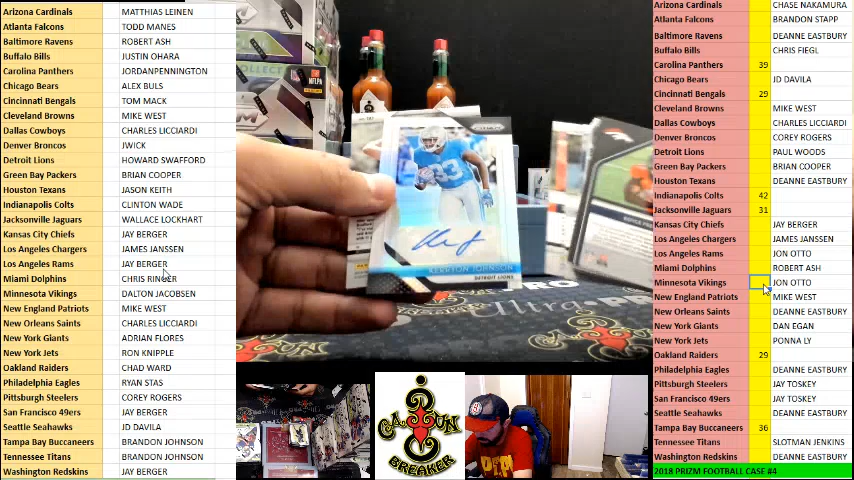 Arizona Cardinals MATTHIAS LEINEN
Atlanta Falcons TODD MANES
Baltimore Ravens ROBERT ASH
Buffalo Bills JUSTIN OHARA
Carolina Panthers JORDANPENNINGTON
Chicago Bears ALEX BULS
Cincinnati Bengals TOM MACK
Cleveland Browns MIKE WEST
Dallas Cowboys CHARLES LICCIARDI
Denver Broncos JWICK
Detroit Lions HOWARD SWAFFORD
Green Bay Packers BRIAN COOPER
Houston Texans JASON KEITH
Indianapolis Colts CLINTON WADE
Jacksonville Jaguars WALLACE LOCKHART
Kansas City Chiefs JAY BERGER
Los Angeles Chargers JAMES JANSSEN
Los Angeles Rams JAY BERGER
Miami Dolphins CHRIS RINGER
Minnesota Vikings DALTON JACOBSEN
New England Patriots MIKE WEST
New Orleans Saints CHARLES LICCIARDI
New York Giants ADRIAN FLORES
New York Jets RON KNIPPLE
Oakland Raiders CHAD WARD
Philadelphia Eagles RYAN STAS
Pittsburgh Steelers COREY ROGERS
San Francisco 49ers JAY BERGER
Seattle Seahawks JD DAVILA
Tampa Bay Buccaneers BRANDON JOHNSON
Tennessee Titans BRANDON JOHNSON
Washington Redskins JAY BERGER
PRIZM
KERRYON JOHNSON
DETROIT LIONS
Ultra PRO
CAJUN
BREAKER
Arizona Cardinals CHASE NAKAMURA
Atlanta Falcons BRANDON STAPP
Baltimore Ravens DEANNE EASTBURY
Buffalo Bills CHRIS FIEGL
Carolina Panthers 39
Chicago Bears JD DAVILA
Cincinnati Bengals 29
Cleveland Browns MIKE WEST
Dallas Cowboys CHARLES LICCIARDI
Denver Broncos COREY ROGERS
Detroit Lions PAUL WOODS
Green Bay Packers BRIAN COOPER
Houston Texans DEANNE EASTBURY
Indianapolis Colts 42
Jacksonville Jaguars 31
Kansas City Chiefs JAY BERGER
Los Angeles Chargers JAMES JANSSEN
Los Angeles Rams JON OTTO
Miami Dolphins ROBERT ASH
Minnesota Vikings JON OTTO
New England Patriots MIKE WEST
New Orleans Saints DEANNE EASTBURY
New York Giants DAN EGAN
New York Jets PONNA LY
Oakland Raiders 29
Philadelphia Eagles DEANNE EASTBURY
Pittsburgh Steelers JAY TOSKEY
San Francisco 49ers JAY TOSKEY
Seattle Seahawks DEANNE EASTBURY
Tampa Bay Buccaneers 36
Tennessee Titans SLOTMAN JENKINS
Washington Redskins DEANNE EASTBURY
2018 PRIZM FOOTBALL CASE #4